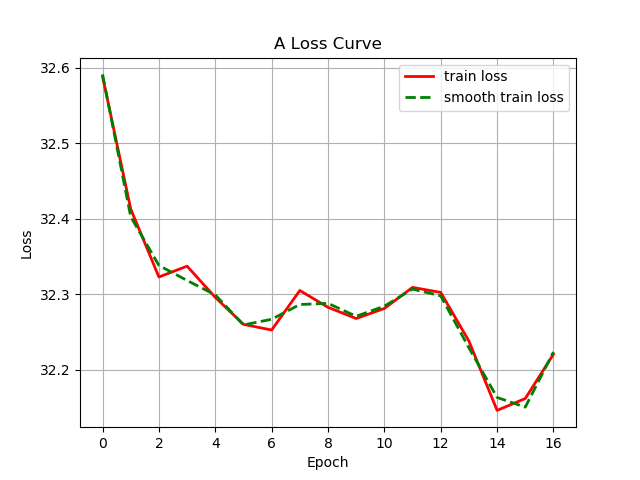 A Loss Curve
train loss
smooth train loss
Loss
32.6
32.5
32.4
32.3
32.2
0 2 4 6 8 10 12 14 16
Epoch